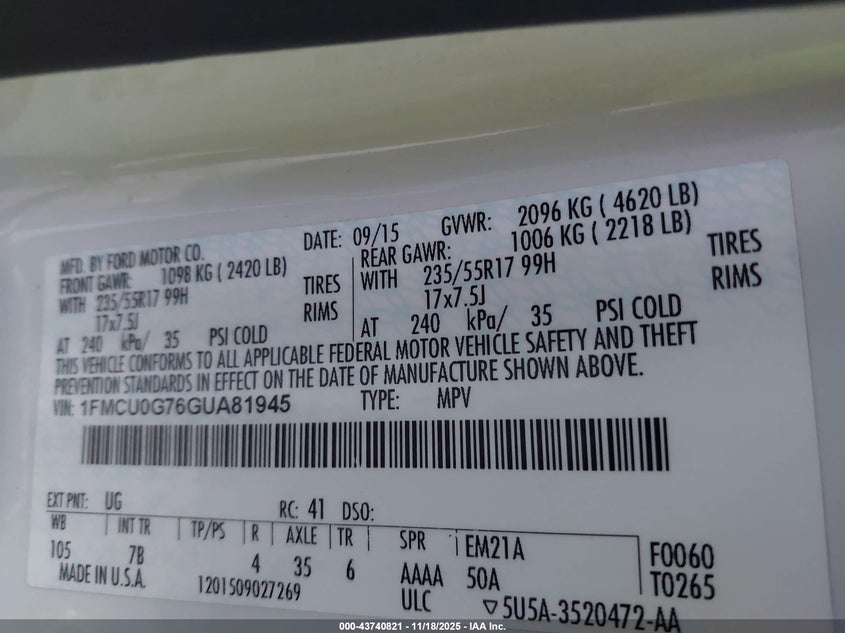 MFD. BY FORD MOTOR CO.
DATE: 09/15
GVWR: 2096 KG ( 4620 LB)
FRONT GAWR: 1098 KG ( 2420 LB)
WITH 235/55R17 99H TIRES
17x7.5J RIMS
AT 240 kPa/ 35 PSI COLD
REAR GAWR: 1006 KG ( 2218 LB)
WITH 235/55R17 99H TIRES
17x7.5J RIMS
AT 240 kPa/ 35 PSI COLD
THIS VEHICLE CONFORMS TO ALL APPLICABLE FEDERAL MOTOR VEHICLE SAFETY AND THEFT
PREVENTION STANDARDS IN EFFECT ON THE DATE OF MANUFACTURE SHOWN ABOVE.
VIN: 1FMCU0G76GUA81945 TYPE: MPV
EXT PNT: UG RC: 41 DSO:
WB INT TR TP/PS R AXLE TR SPR EM21A F0060
105 7B 4 35 6 AAAA 50A T0265
MADE IN U.S.A. 1201509027269 ULC ▽5U5A-3520472-AA
000-43740821 - 11/18/2025 - IAA Inc.